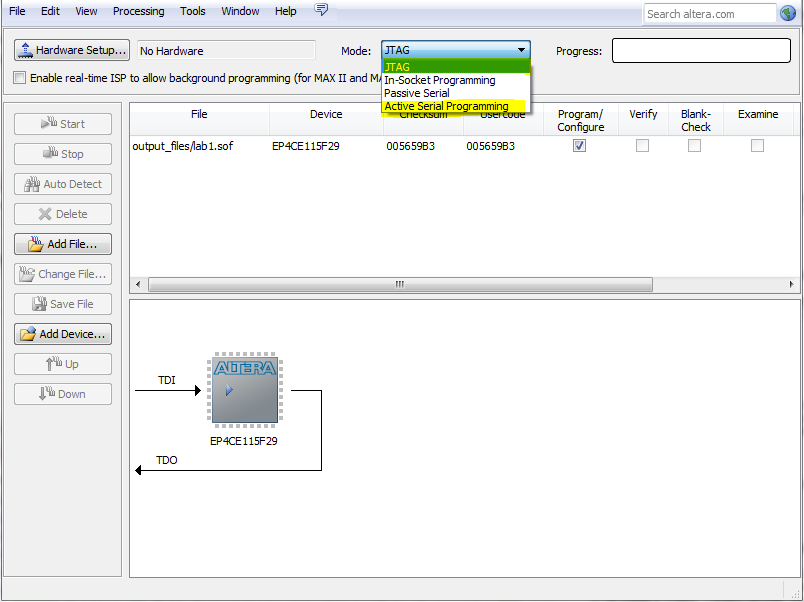 File Edit View Processing Tools Window Help
Search altera.com
Hardware Setup... No Hardware Mode: JTAG Progress:
Enable real-time ISP to allow background programming (for MAX II and
JTAG
In-Socket Programming
Passive Serial
Active Serial Programming
File Device Checksum Usercode Program/ Verify Blank- Examine
Configure Check
output_files/lab1.sof EP4CE115F29 005659B3 005659B3
Start
Stop
Auto Detect
Delete
Add File...
Change File...
Save File
Add Device...
Up
Down
TDI
ALTERA
EP4CE115F29
TDO